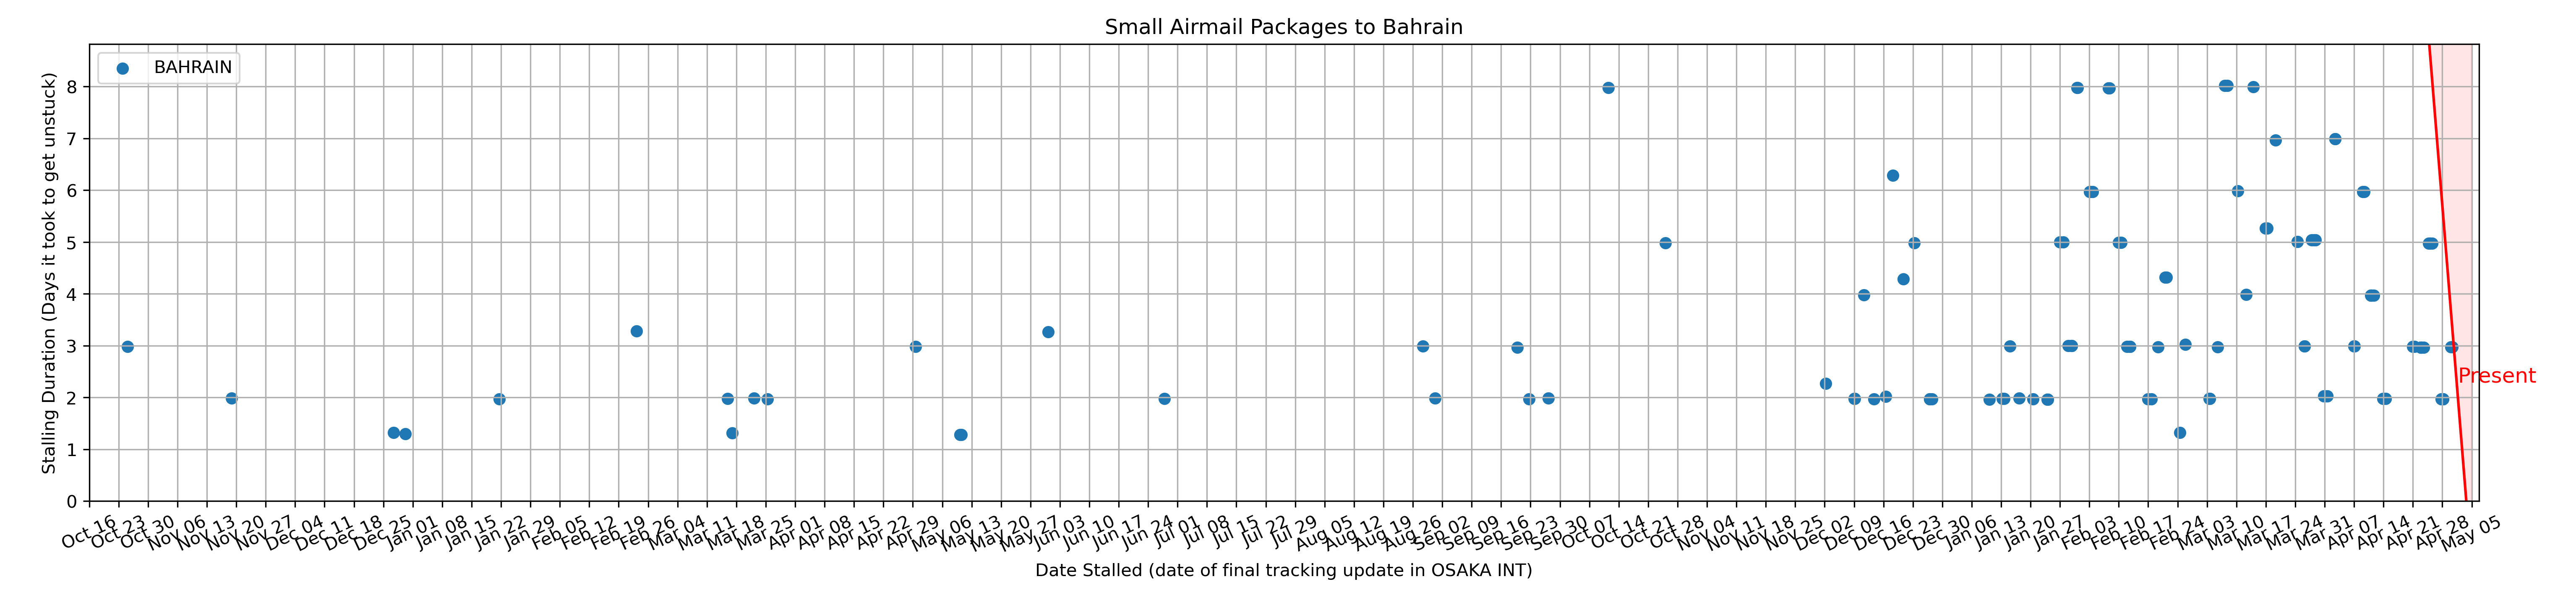 Small Airmail Packages to Bahrain
BAHRAIN
Stalling Duration (Days it took to get unstuck)
8
7
6
5
4
3
2
1
0
Present
Oct 16
Oct 23
Oct 30
Nov 06
Nov 13
Nov 20
Nov 27
Dec 04
Dec 11
Dec 18
Dec 25
Jan 01
Jan 08
Jan 15
Jan 22
Jan 29
Feb 05
Feb 12
Feb 19
Feb 26
Mar 04
Mar 11
Mar 18
Mar 25
Apr 01
Apr 08
Apr 15
Apr 22
Apr 29
May 06
May 13
May 20
May 27
Jun 03
Jun 10
Jun 17
Jun 24
Jul 01
Jul 08
Jul 15
Jul 22
Jul 29
Aug 05
Aug 12
Aug 19
Aug 26
Sep 02
Sep 09
Sep 16
Sep 23
Sep 30
Oct 07
Oct 14
Oct 21
Oct 28
Nov 04
Nov 11
Nov 18
Nov 25
Dec 02
Dec 09
Dec 16
Dec 23
Dec 30
Jan 06
Jan 13
Jan 20
Jan 27
Feb 03
Feb 10
Feb 17
Feb 24
Mar 03
Mar 10
Mar 17
Mar 24
Mar 31
Apr 07
Apr 14
Apr 21
Apr 28
May 05
Date Stalled (date of final tracking update in OSAKA INT)